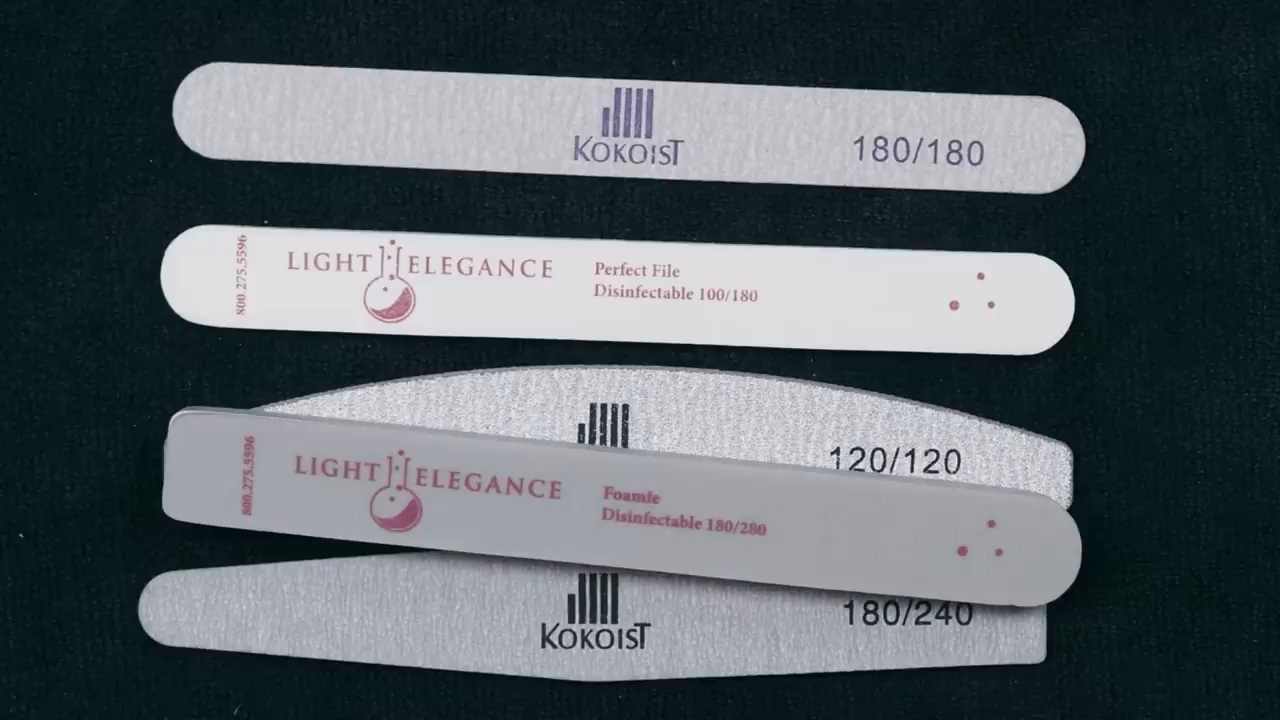 KOKOIST
180/180
800.275.5596
LIGHT ELEGANCE
Perfect File
Disinfectable 100/180
120/120
800.275.5596
LIGHT ELEGANCE
Foamie
Disinfectable 180/280
180/240
KOKOIST